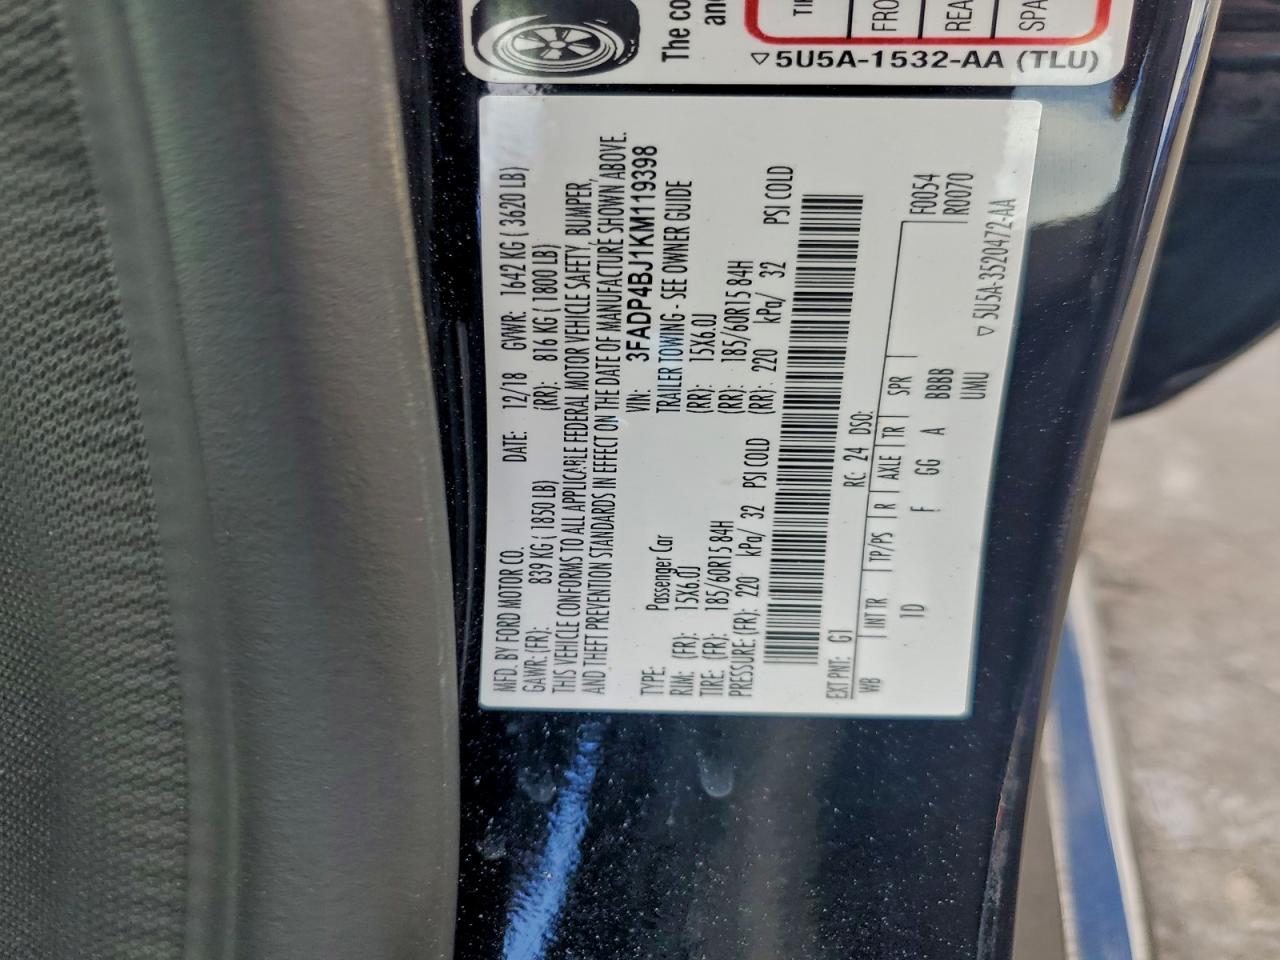 The co
and
TI
FRO
REA
SPA
▽ 5U5A-1532-AA (TLU)
MFD. BY FORD MOTOR CO. DATE: 12/18 GVWR: 1642 KG ( 3620 LB)
GAWR: (FR): 839 KG ( 1850 LB) (RR): 816 KG ( 1800 LB)
THIS VEHICLE CONFORMS TO ALL APPLICABLE FEDERAL MOTOR VEHICLE SAFETY, BUMPER,
AND THEFT PREVENTION STANDARDS IN EFFECT ON THE DATE OF MANUFACTURE SHOWN ABOVE.
VIN: 3FADP4BJ1KM119398
TYPE: Passenger Car TRAILER TOWING - SEE OWNER GUIDE
RIM: (FR): 15X6.0J (RR): 15X6.0J
TIRE: (FR): 185/60R15 84H (RR): 185/60R15 84H
PRESSURE: (FR): 220 kPa/ 32 PSI COLD (RR): 220 kPa/ 32 PSI COLD
EXT PNT: G1 RC: 24 DSO:
WB INT TR TP/PS R AXLE TR SPR F0054
1D F GG A BBBB R0070
UMU
▽ 5U5A-3520472-AA